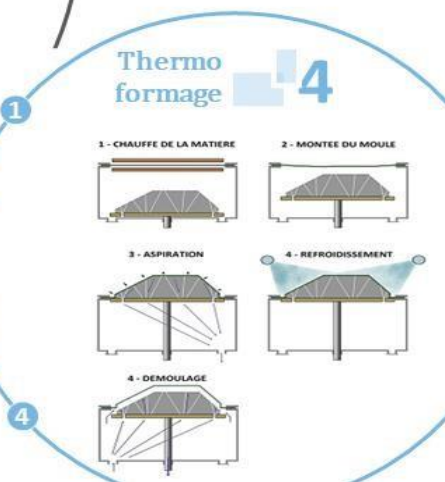 Thermo
formage
4
1
1 - CHAUFFE DE LA MATIERE
2 - MONTEE DU MOULE
3 - ASPIRATION
4 - REFROIDISSEMENT
4 - DEMOULAGE
4